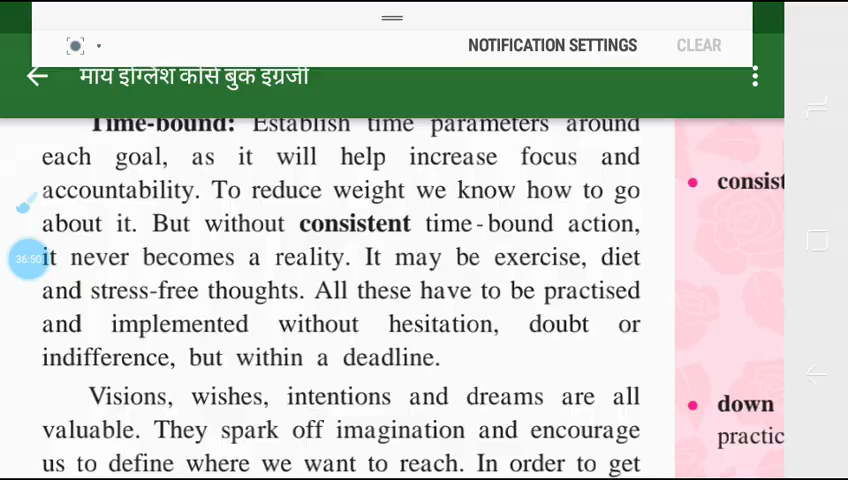 NOTIFICATION SETTINGS
CLEAR
माय इंग्लिश कोर्स बुक इंग्रजी
Time-bound: Establish time parameters around
each goal, as it will help increase focus and
accountability. To reduce weight we know how to go
about it. But without consistent time-bound action,
36:50
it never becomes a reality. It may be exercise, diet
and stress-free thoughts. All these have to be practised
and implemented without hesitation, doubt or
indifference, but within a deadline.
Visions, wishes, intentions and dreams are all
valuable. They spark off imagination and encourage
us to define where we want to reach. In order to get
• consist
• down
practic